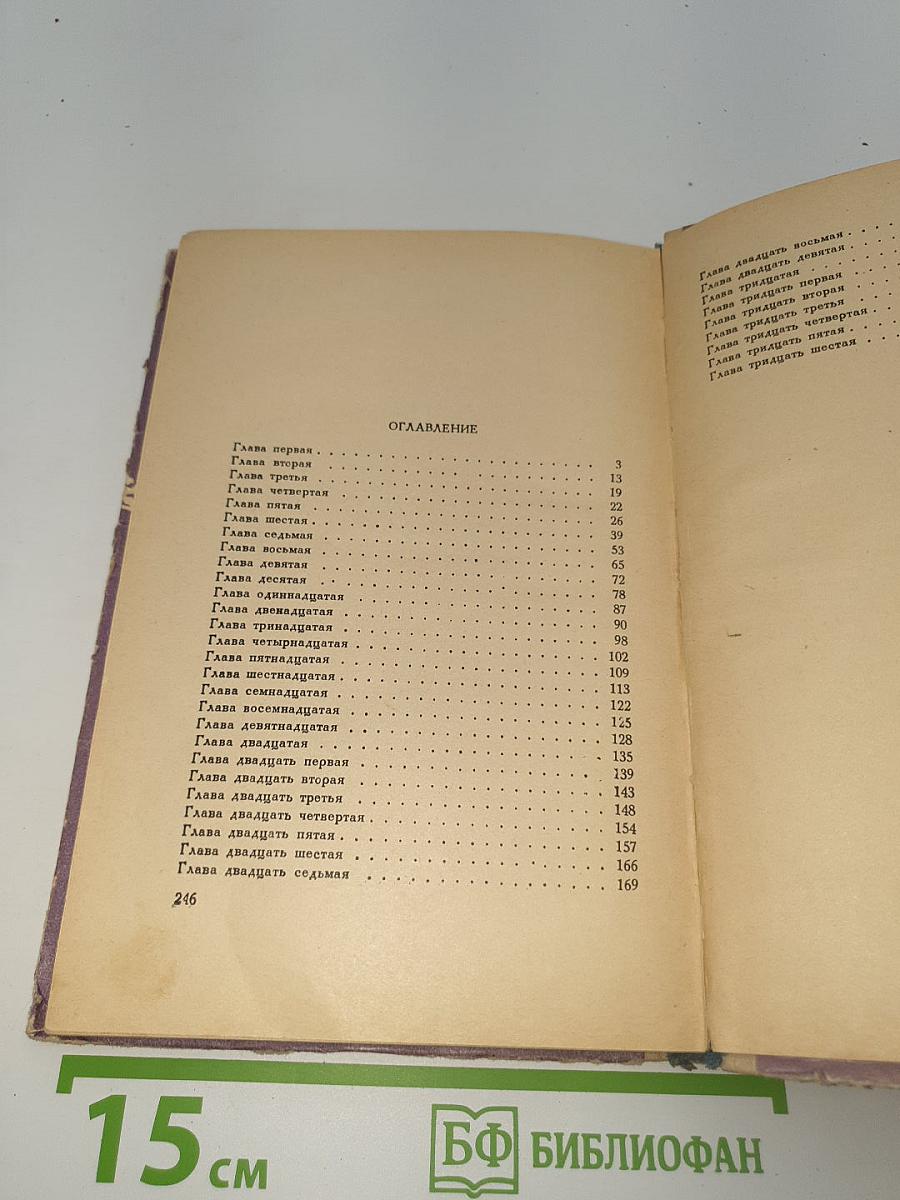 ОГЛАВЛЕНИЕ
Глава первая . . . . . . . . . . . . . . . . . . . . 3
Глава вторая . . . . . . . . . . . . . . . . . . . . 13
Глава третья . . . . . . . . . . . . . . . . . . . . 19
Глава четвертая . . . . . . . . . . . . . . . . . . . . 22
Глава пятая . . . . . . . . . . . . . . . . . . . . 26
Глава шестая . . . . . . . . . . . . . . . . . . . . 39
Глава седьмая . . . . . . . . . . . . . . . . . . . . 53
Глава восьмая . . . . . . . . . . . . . . . . . . . . 65
Глава девятая . . . . . . . . . . . . . . . . . . . . 72
Глава десятая . . . . . . . . . . . . . . . . . . . . 78
Глава одиннадцатая . . . . . . . . . . . . . . . . . . 87
Глава двенадцатая . . . . . . . . . . . . . . . . . . 90
Глава тринадцатая . . . . . . . . . . . . . . . . . . 98
Глава четырнадцатая . . . . . . . . . . . . . . . . . . 102
Глава пятнадцатая . . . . . . . . . . . . . . . . . . 109
Глава шестнадцатая . . . . . . . . . . . . . . . . . . 113
Глава семнадцатая . . . . . . . . . . . . . . . . . . 122
Глава восемнадцатая . . . . . . . . . . . . . . . . . . 125
Глава девятнадцатая . . . . . . . . . . . . . . . . . . 128
Глава двадцатая . . . . . . . . . . . . . . . . . . 135
Глава двадцать первая . . . . . . . . . . . . . . . . 139
Глава двадцать вторая . . . . . . . . . . . . . . . . 143
Глава двадцать третья . . . . . . . . . . . . . . . . 148
Глава двадцать четвертая . . . . . . . . . . . . . . . . 154
Глава двадцать пятая . . . . . . . . . . . . . . . . 157
Глава двадцать шестая . . . . . . . . . . . . . . . . 166
Глава двадцать седьмая . . . . . . . . . . . . . . . . 169
246
Глава двадцать восьмая . . . .
Глава двадцать девятая . . . .
Глава тридцатая . . . .
Глава тридцать первая . . . .
Глава тридцать вторая . . . .
Глава тридцать третья . . . .
Глава тридцать четвертая . . .
Глава тридцать пятая . . . .
Глава тридцать шестая . . . .
15 см
БФ БИБЛИОФАН